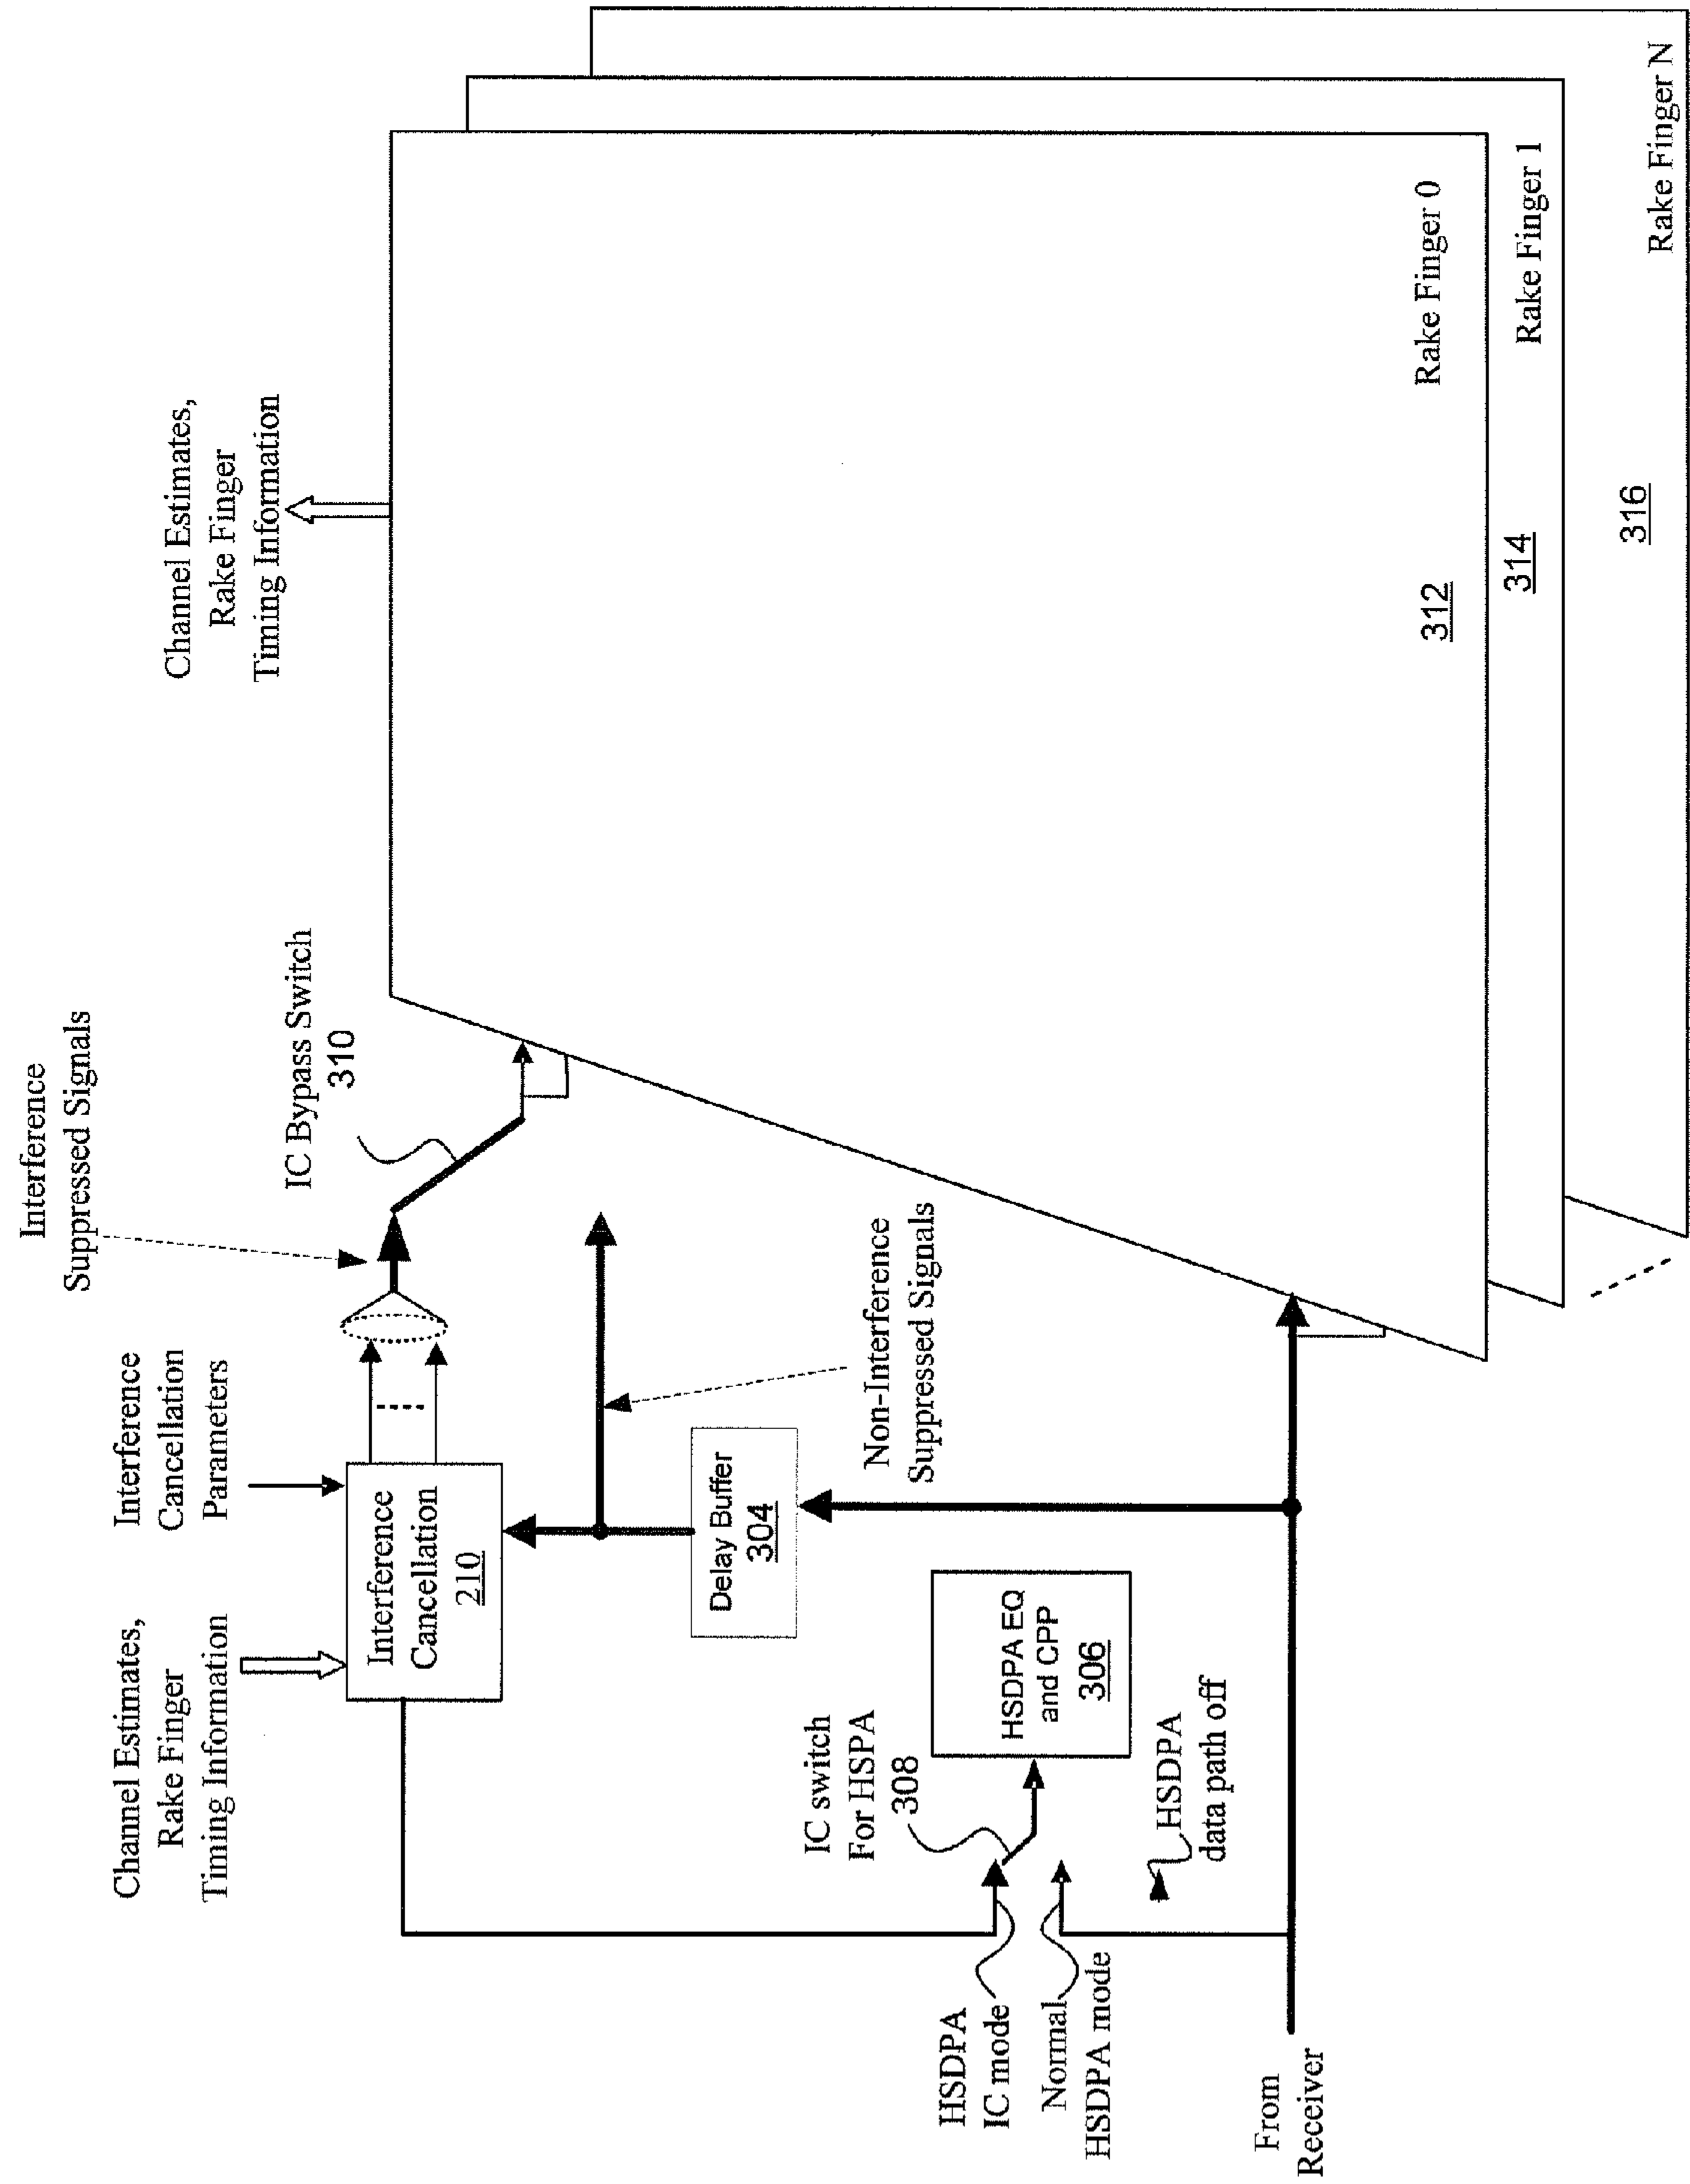 Channel Estimates,
Rake Finger
Timing Information
Interference
Cancellation
Parameters
Interference
Suppressed Signals
Channel Estimates,
Rake Finger
Timing Information
Interference
Cancellation
210
IC Bypass Switch
310
Delay Buffer
304
Non-Interference
Suppressed Signals
IC switch
For HSPA
308
HSDPA EQ
and CPP
306
HSDPA
IC mode
Normal
HSDPA mode
HSDPA
data path off
From
Receiver
312
Rake Finger 0
314
Rake Finger 1
316
Rake Finger N